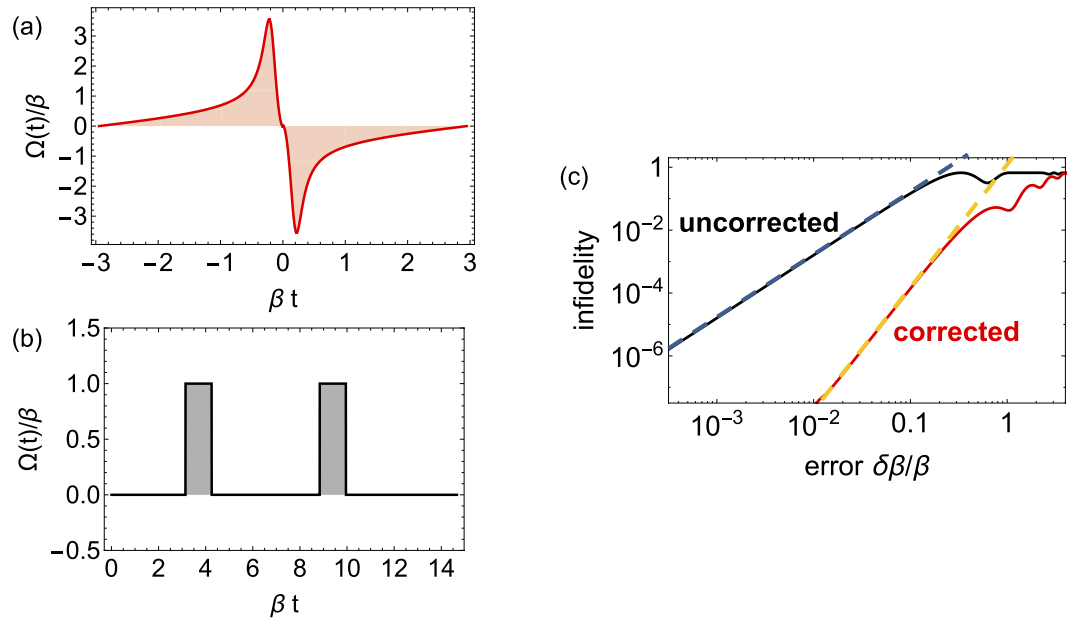 (a)
Ω(t)/β
3
2
1
0
−1
−2
−3
−3 −2 −1 0 1 2 3
β t
(b)
Ω(t)/β
1.5
1.0
0.5
0.0
−0.5
0 2 4 6 8 10 12 14
β t
(c)
infidelity
1
10⁻²
10⁻⁴
10⁻⁶
uncorrected
corrected
10⁻³ 10⁻² 0.1 1
error δβ/β